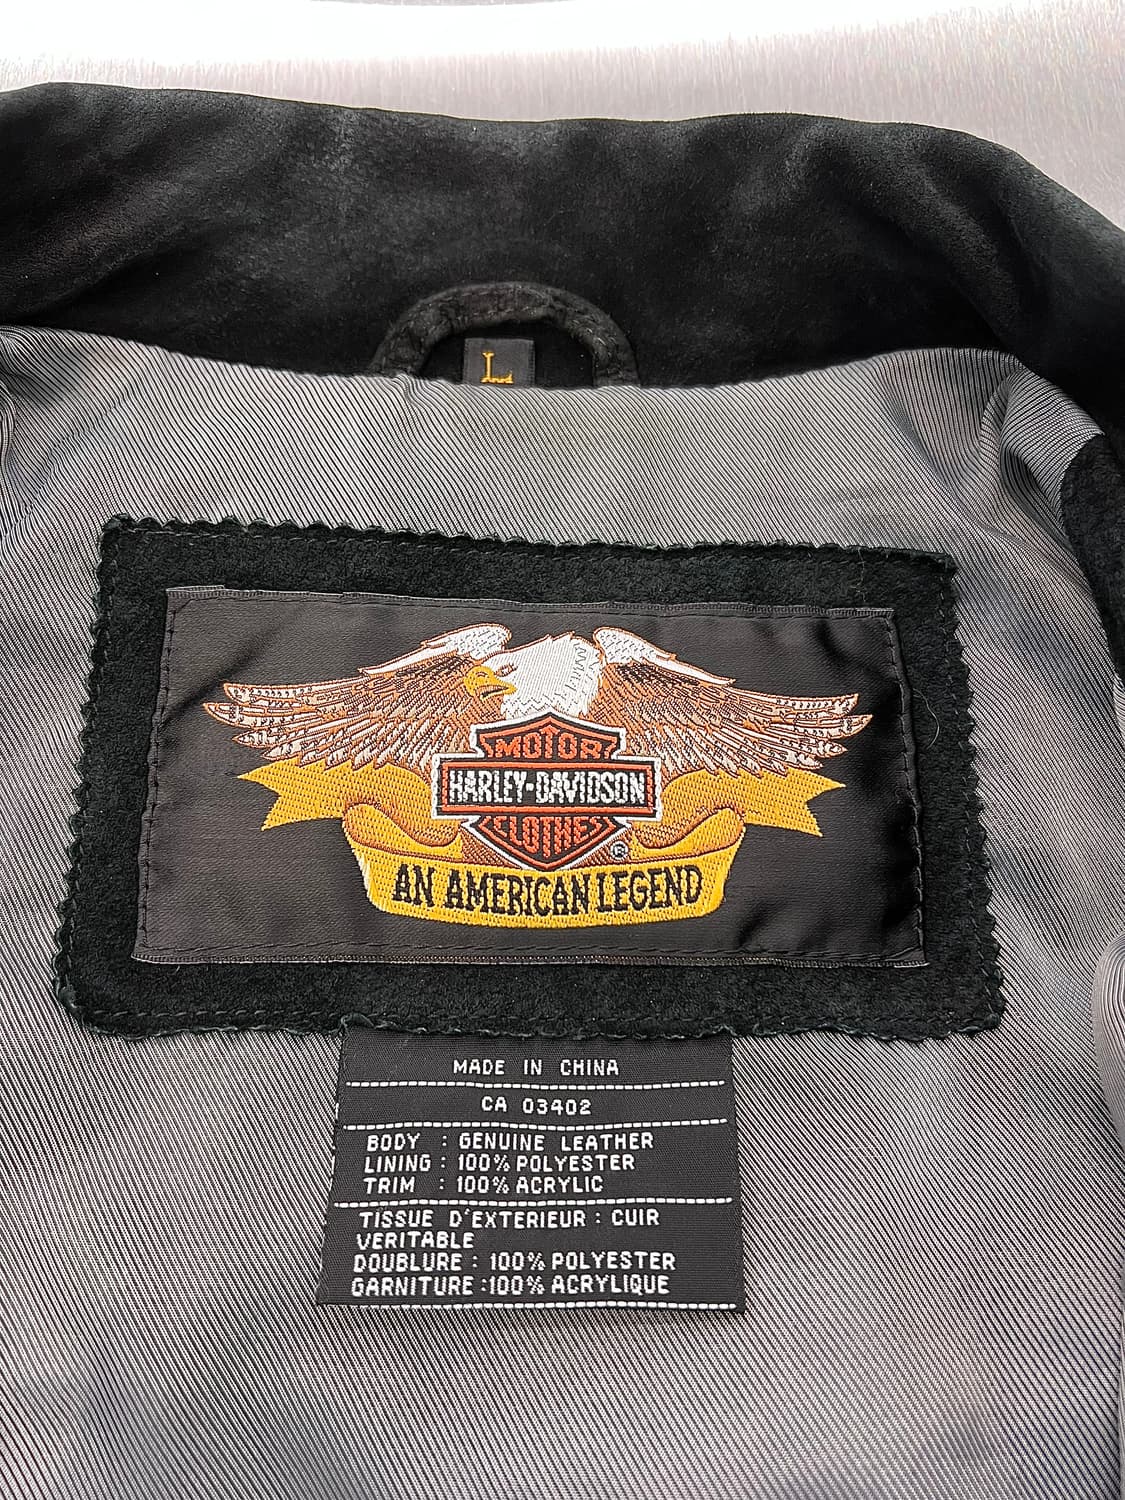 L
MOTOR
HARLEY-DAVIDSON
CLOTHES
®
AN AMERICAN LEGEND
MADE IN CHINA
CA 03402
BODY : GENUINE LEATHER
LINING : 100% POLYESTER
TRIM : 100% ACRYLIC
TISSUE D'EXTERIEUR : CUIR
VERITABLE
DOUBLURE : 100% POLYESTER
GARNITURE :100% ACRYLIQUE